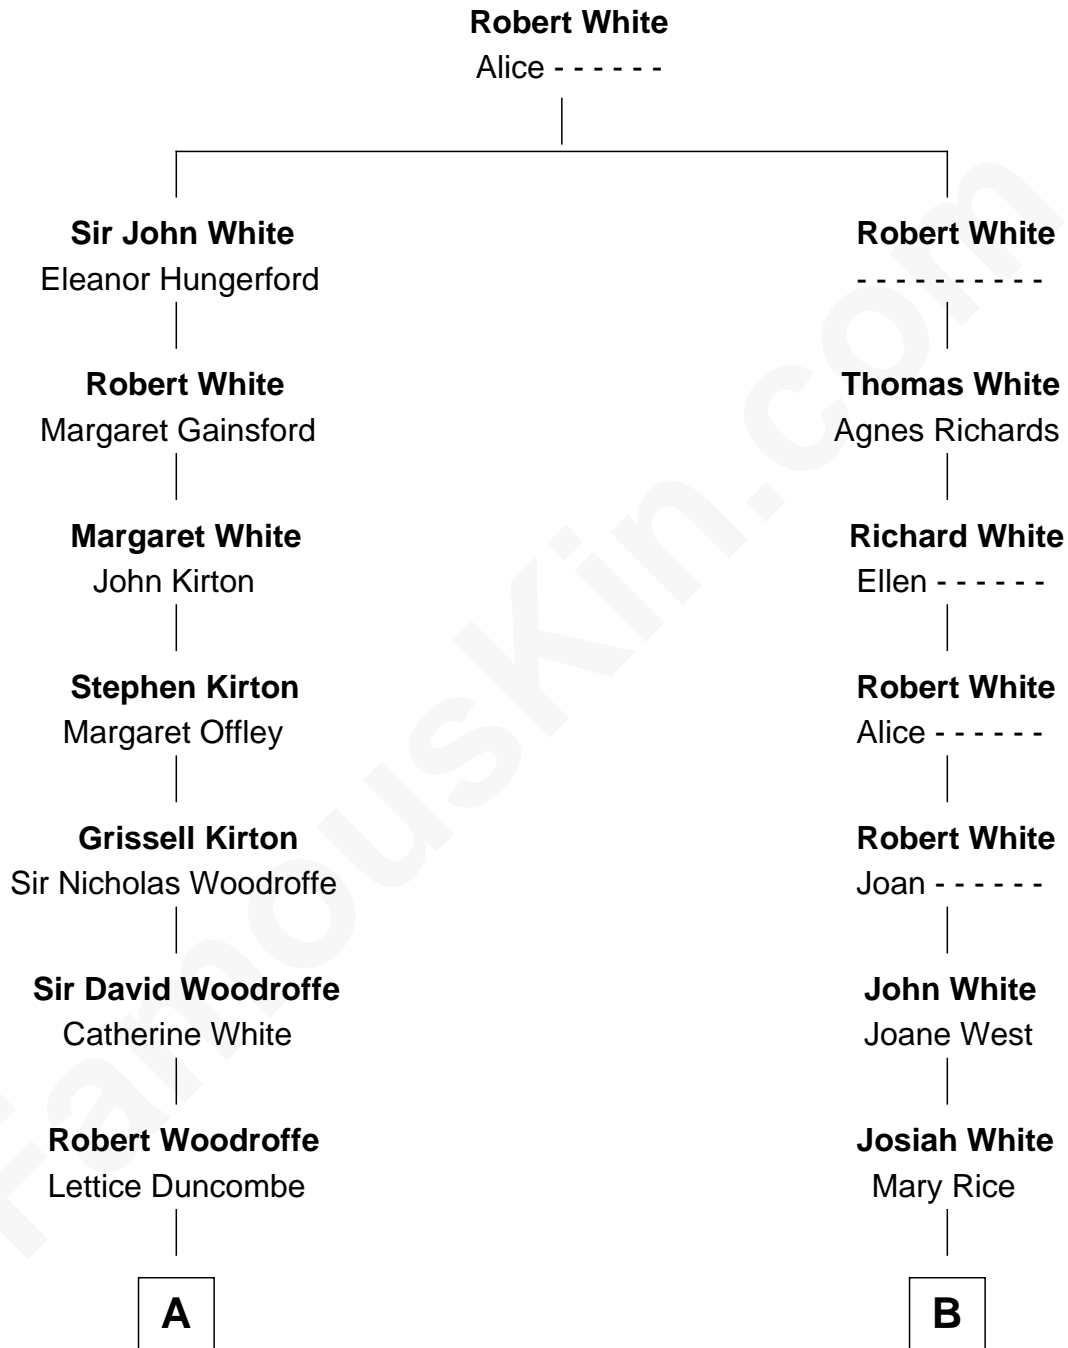 Robert White
Alice - - - - - -
Sir John White
Eleanor Hungerford
Robert White
- - - - - - - - - -
Robert White
Margaret Gainsford
Thomas White
Agnes Richards
Margaret White
John Kirton
Richard White
Ellen - - - - - -
Stephen Kirton
Margaret Offley
Robert White
Alice - - - - - -
Grissell Kirton
Sir Nicholas Woodroffe
Robert White
Joan - - - - - -
Sir David Woodroffe
Catherine White
John White
Joane West
Robert Woodroffe
Lettice Duncombe
Josiah White
Mary Rice
A
B
FamousKin.com